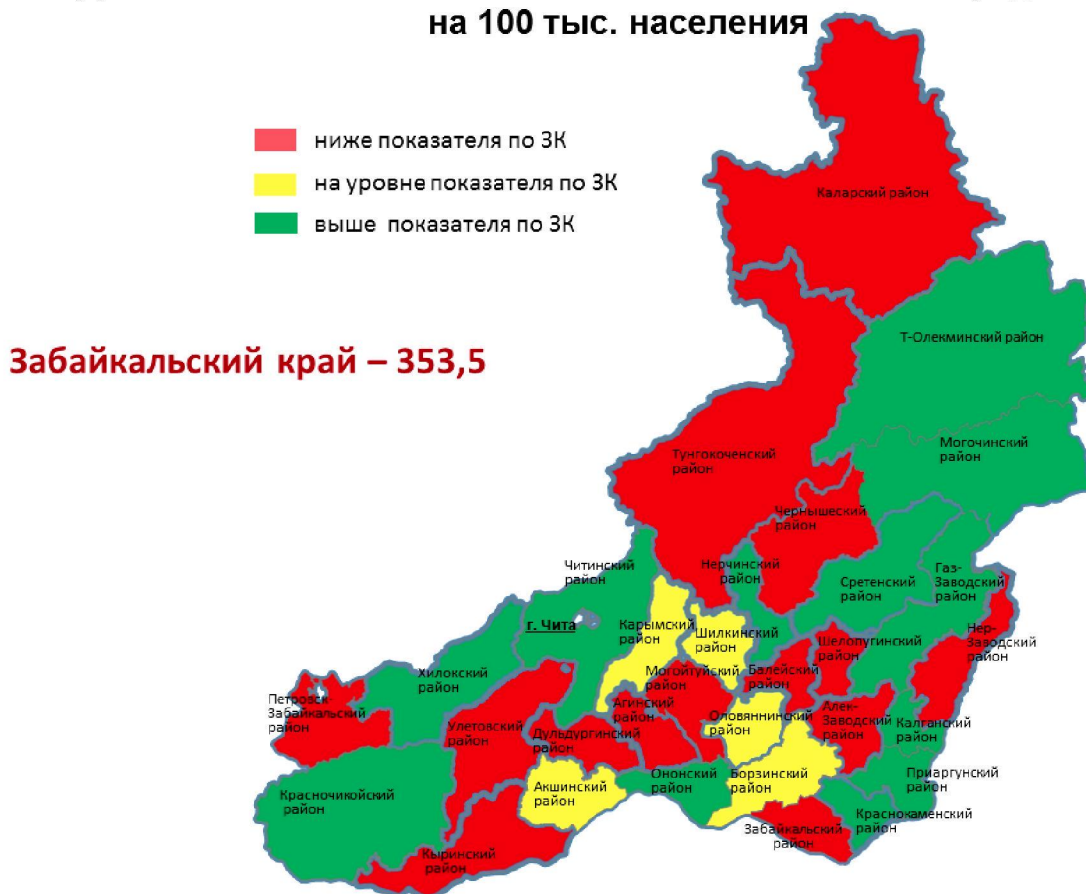 на 100 тыс. населения
ниже показателя по ЗК
на уровне показателя по ЗК
выше показателя по ЗК
Забайкальский край – 353,5
Каларский район
Т-Олекминский район
Могочинский
район
Тунгокоченский
район
Чернышеский
район
Читинский
район
Нерчинский
район
Сретенский
район
Газ-
Заводский
район
Нер-
Заводский
район
г. Чита
Карымский
район
Шилкинский
район
Шелопугинский
район
Хилокский
район
Могойтуйский
район
Балейский
район
Петровск-
Забайкальский
район
Улетовский
район
Агинский
район
Дульдургинский
район
Оловяннинский
район
Алек-
Заводский
район
Калганский
район
Красночикойский
район
Акшинский
район
Ононский
район
Борзинский
район
Приаргунский
район
Краснокаменский
район
Забайкальский
район
Кыринский
район